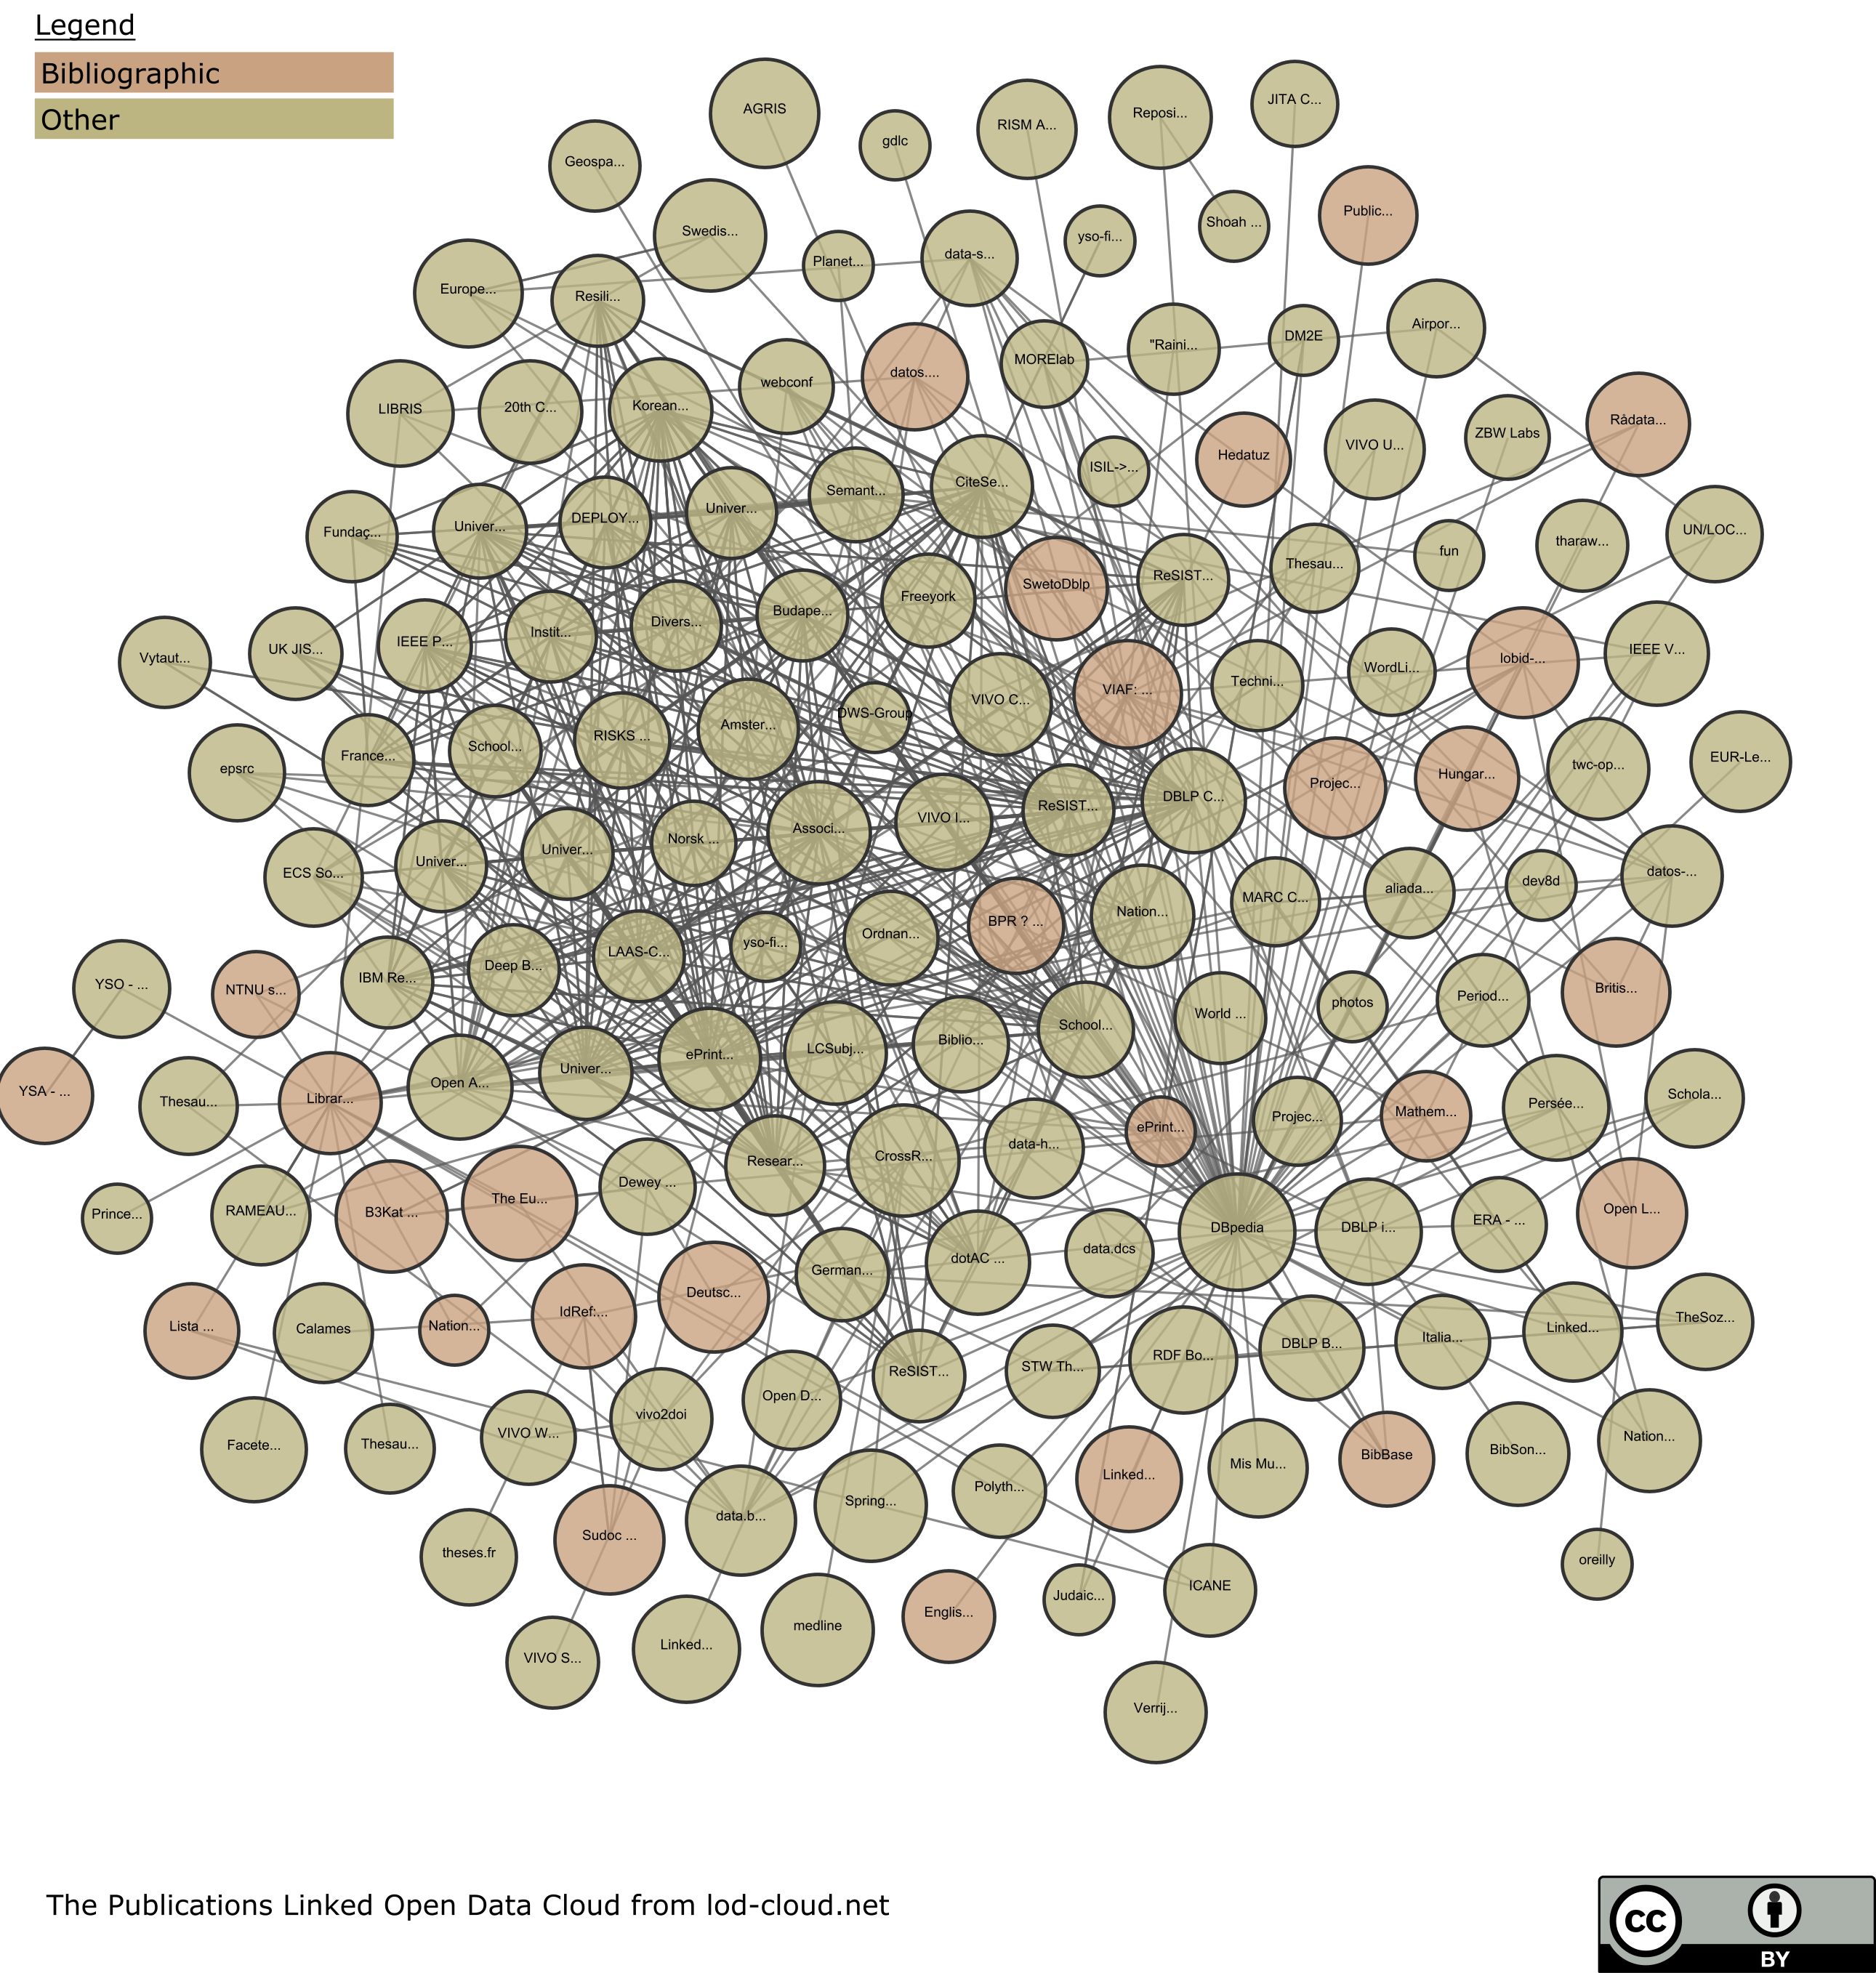 Legend
Bibliographic
Other
AGRIS
gdlc
RISM A...
Reposi...
JITA C...
Geospa...
Shoah ...
Public...
Swedis...
Planet...
data-s...
yso-fi...
Europe...
Resili...
"Raini...
DM2E
Airpor...
MORElab
webconf
datos....
LIBRIS
20th C...
Korean...
Rådata...
ZBW Labs
VIVO U...
Hedatuz
ISIL->...
CiteSe...
Semant...
Univer...
DEPLOY...
Univer...
Fundaç...
UN/LOC...
tharaw...
fun
Thesau...
ReSIST...
SwetoDblp
Freeyork
Budape...
Divers...
Instit...
IEEE P...
UK JIS...
Vytaut...
IEEE V...
lobid-...
WordLi...
Techni...
VIAF: ...
VIVO C...
DWS-Group
Amster...
RISKS ...
School...
France...
epsrc
EUR-Le...
twc-op...
Hungar...
Projec...
DBLP C...
ReSIST...
VIVO I...
Associ...
Norsk ...
Univer...
Univer...
ECS So...
datos-...
dev8d
aliada...
MARC C...
Nation...
BPR ? ...
Ordnan...
yso-fi...
LAAS-C...
Deep B...
IBM Re...
NTNU s...
YSO - ...
Britis...
Period...
photos
World ...
School...
Biblio...
LCSubj...
ePrint...
Univer...
Open A...
Librar...
Thesau...
YSA - ...
Schola...
Persée...
Mathem...
Projec...
ePrint...
data-h...
CrossR...
Resear...
Dewey ...
The Eu...
B3Kat ...
RAMEAU...
Prince...
Open L...
ERA - ...
DBLP i...
DBpedia
data.dcs
dotAC ...
German...
Deutsc...
IdRef:...
Nation...
Calames
Lista ...
TheSoz...
Linked...
Italia...
DBLP B...
RDF Bo...
STW Th...
ReSIST...
Open D...
vivo2doi
VIVO W...
Thesau...
Facete...
Nation...
BibSon...
BibBase
Mis Mu...
Linked...
Polyth...
Spring...
data.b...
Sudoc ...
theses.fr
oreilly
ICANE
Judaic...
Englis...
medline
Linked...
VIVO S...
Verrij...
The Publications Linked Open Data Cloud from lod-cloud.net
cc
BY